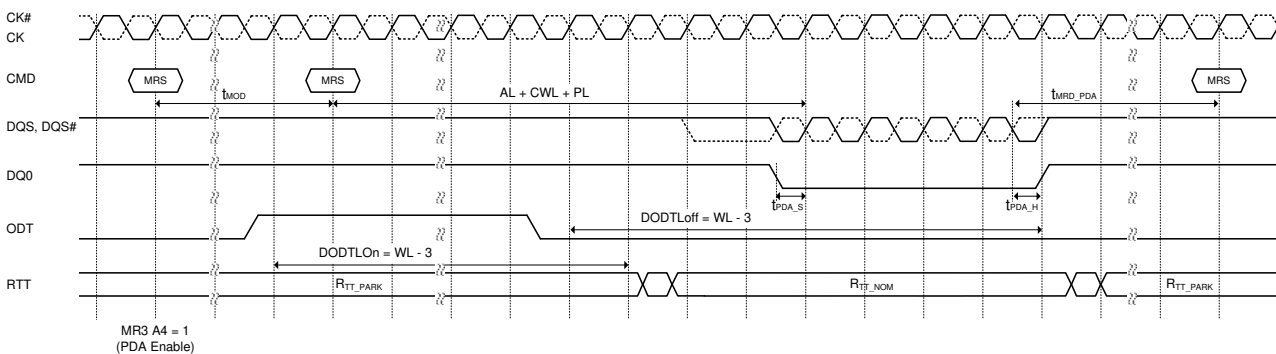 CK#
CK
CMD
MRS
MRS
MRS
tMOD
AL + CWL + PL
tMRD_PDA
DQS, DQS#
DQ0
tPDA_S
tPDA_H
ODT
DODTLoff = WL - 3
DODTLOn = WL - 3
RTT
RTT_PARK
RTT_NOM
RTT_PARK
MR3 A4 = 1
(PDA Enable)